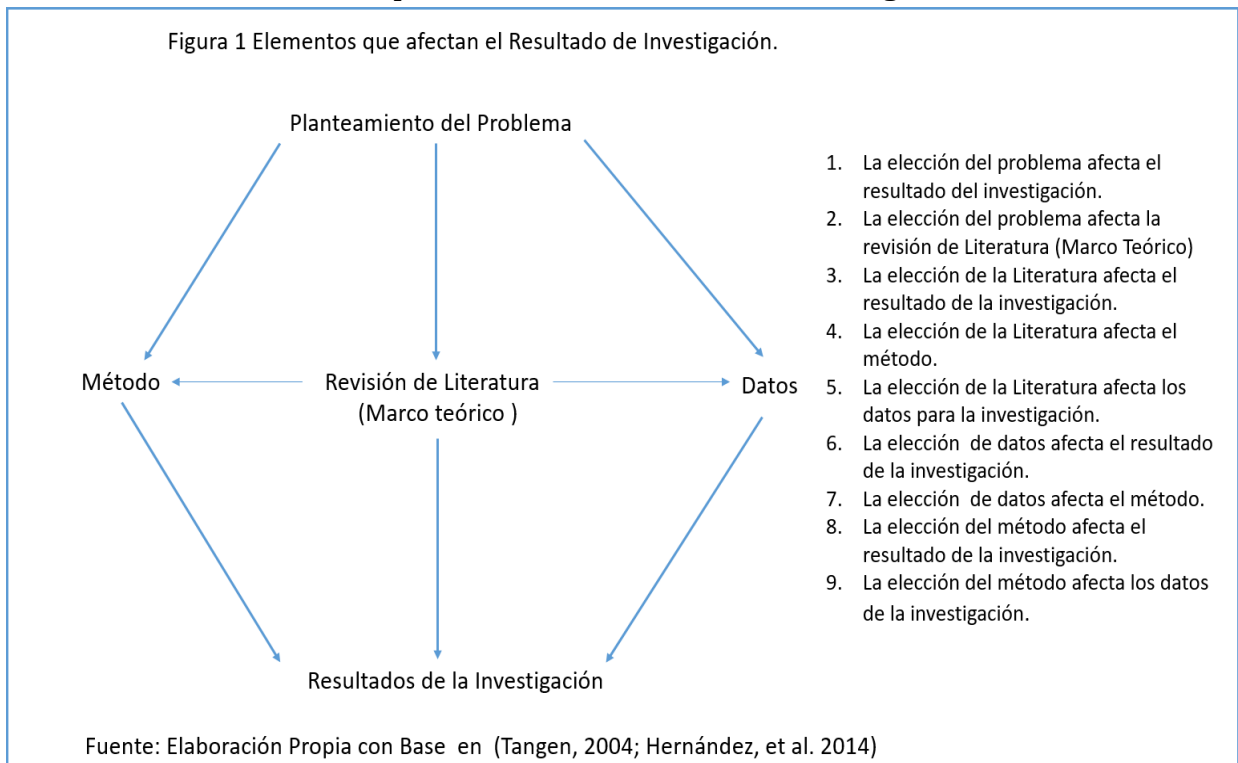 Figura 1 Elementos que afectan el Resultado de Investigación.
Planteamiento del Problema
Método
Revisión de Literatura
(Marco teórico )
Datos
Resultados de la Investigación
1. La elección del problema afecta el
resultado del investigación.
2. La elección del problema afecta la
revisión de Literatura (Marco Teórico)
3. La elección de la Literatura afecta el
resultado de la investigación.
4. La elección de la Literatura afecta el
método.
5. La elección de la Literatura afecta los
datos para la investigación.
6. La elección de datos afecta el resultado
de la investigación.
7. La elección de datos afecta el método.
8. La elección del método afecta el
resultado de la investigación.
9. La elección del método afecta los datos
de la investigación.
Fuente: Elaboración Propia con Base en (Tangen, 2004; Hernández, et al. 2014)